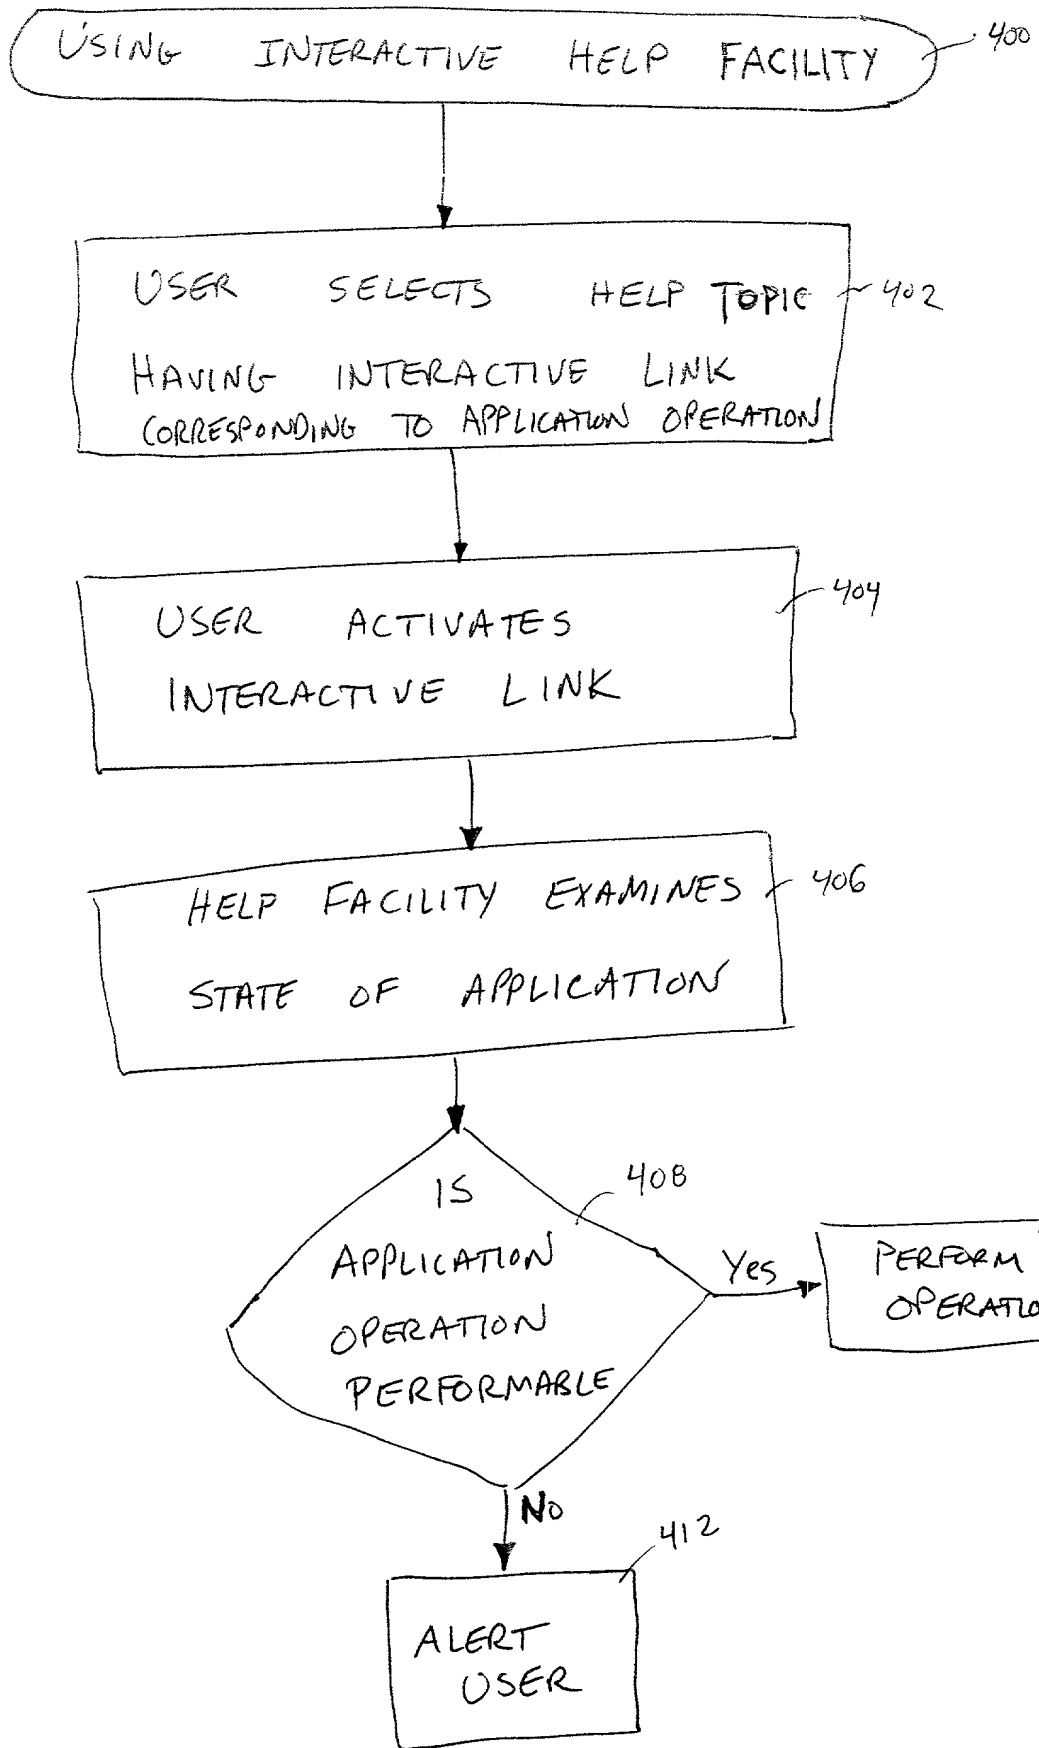 USING INTERACTIVE HELP FACILITY 400
USER SELECTS HELP TOPIC 402
HAVING INTERACTIVE LINK
CORRESPONDING TO APPLICATION OPERATION
USER ACTIVATES 404
INTERACTIVE LINK
HELP FACILITY EXAMINES 406
STATE OF APPLICATION
IS 408
APPLICATION
OPERATION
PERFORMABLE
Yes
PERFORM
OPERATIO
No
412
ALERT
USER